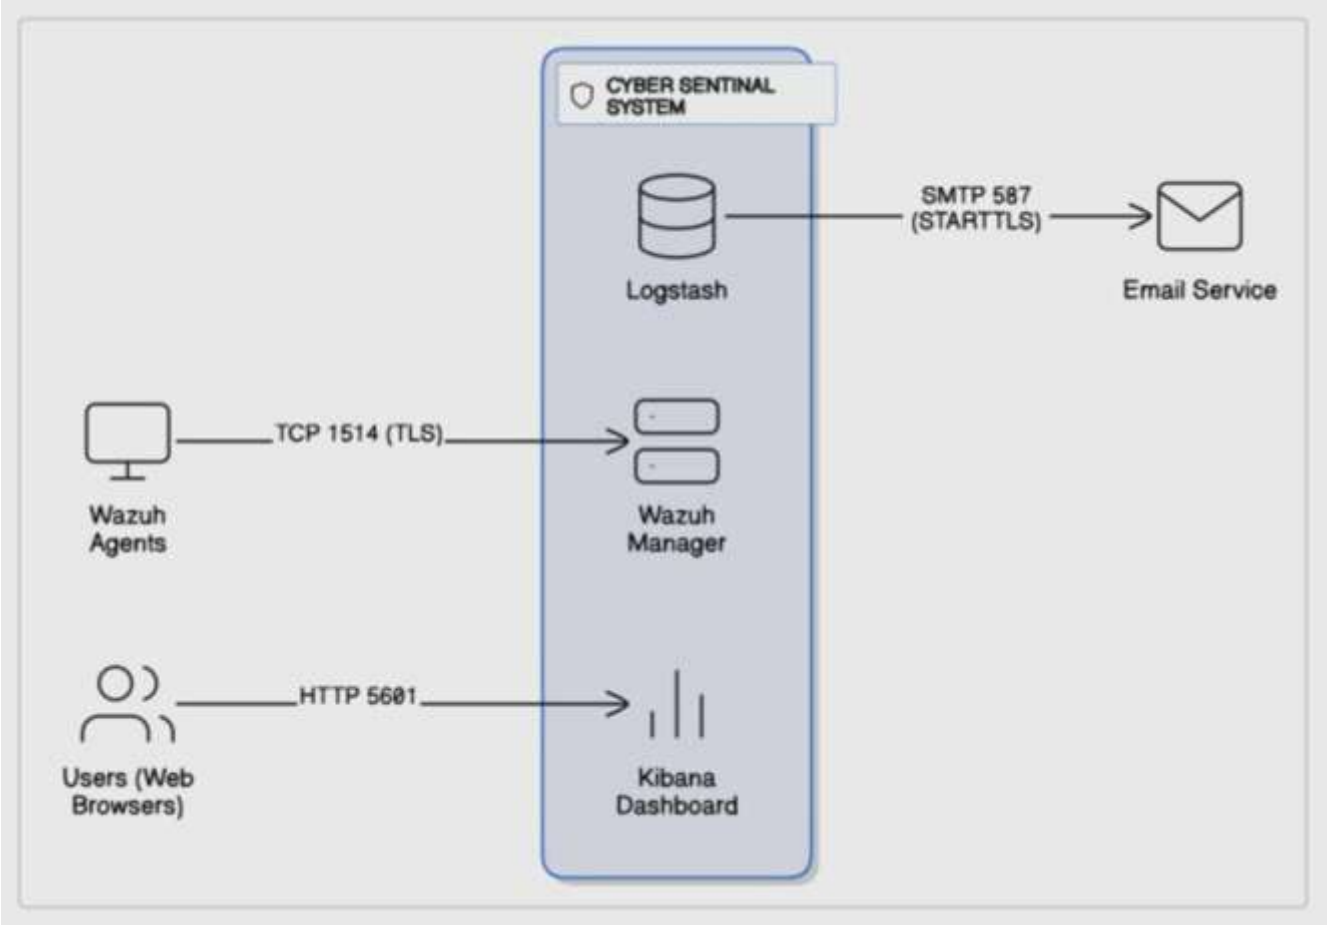 CYBER SENTINAL
SYSTEM
SMTP 587
(STARTTLS)
Logstash
Email Service
TCP 1514 (TLS)
Wazuh
Agents
Wazuh
Manager
HTTP 5601
Users (Web
Browsers)
Kibana
Dashboard